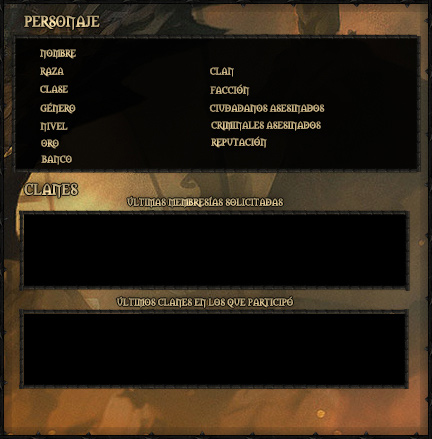 PERSONAJE
NOMBRE
RAZA
CLAN
CLASE
FACCIÓN
GÉNERO
CIUDADANOS ASESINADOS
NIVEL
CRIMINALES ASESINADOS
ORO
REPUTACIÓN
BANCO
CLANES
ÚLTIMAS MEMBRESÍAS SOLICITADAS
ÚLTIMOS CLANES EN LOS QUE PARTICIPÓ